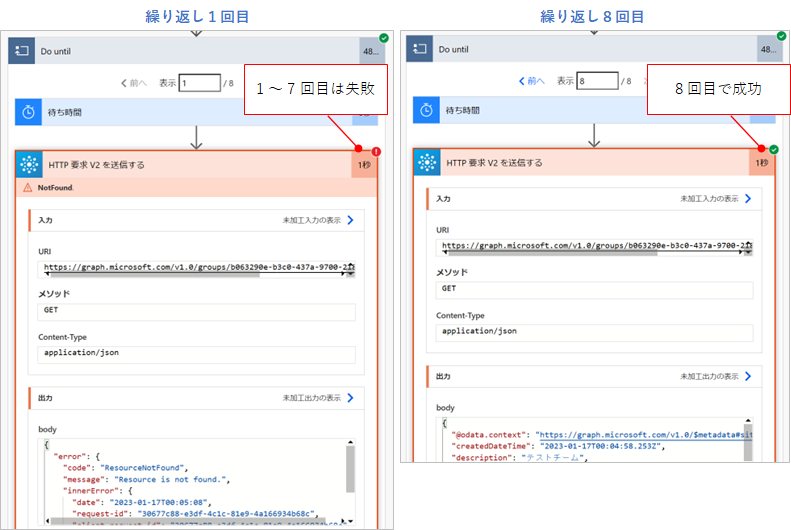 繰り返し１回目
Do until
48...
前へ
表示 1 / 8
１～７回目は失敗
待ち時間
HTTP 要求 V2 を送信する
1秒
NotFound.
入力
未加工入力の表示
URI
https://graph.microsoft.com/v1.0/groups/b063290e-b3c0-437a-9700-2
メソッド
GET
Content-Type
application/json
出力
未加工出力の表示
body
{
"error": {
"code": "ResourceNotFound",
"message": "Resource is not found.",
"innerError": {
"date": "2023-01-17T00:05:08",
"request-id": "30677c88-e3df-4c1c-81e9-4a166934b68c",
繰り返し８回目
Do until
48...
前へ
表示 8 / 8
８回目で成功
待ち時間
HTTP 要求 V2 を送信する
1秒
入力
未加工入力の表示
URI
https://graph.microsoft.com/v1.0/groups/b063290e-b3c0-437a-9700-2
メソッド
GET
Content-Type
application/json
出力
未加工出力の表示
body
{
"@odata.context": "https://graph.microsoft.com/v1.0/$metadata#sit
"createdDateTime": "2023-01-17T00:04:58.253Z",
"description": "テストチーム",